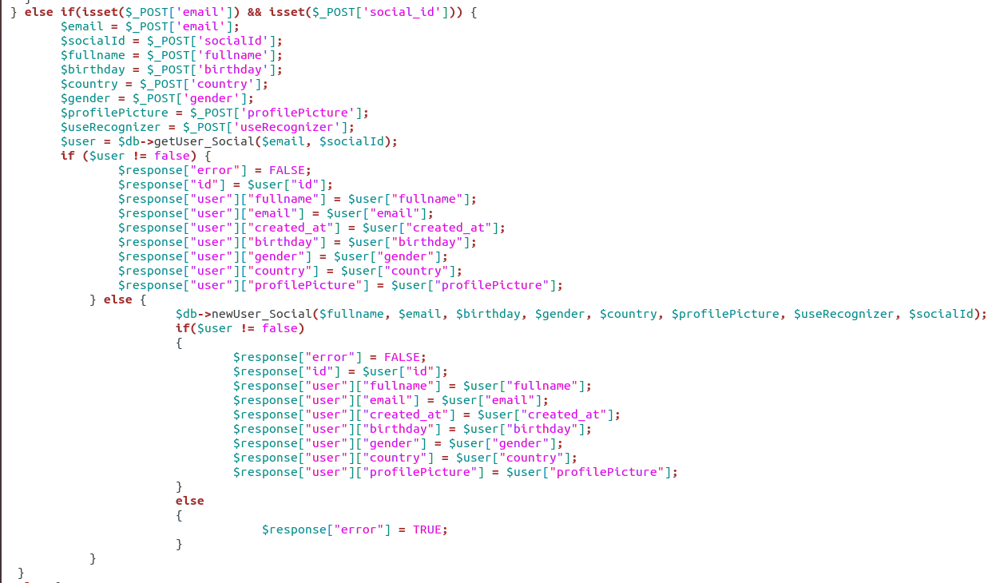 } else if(isset($_POST['email']) && isset($_POST['social_id'])) {
$email = $_POST['email'];
$socialId = $_POST['socialId'];
$fullname = $_POST['fullname'];
$birthday = $_POST['birthday'];
$country = $_POST['country'];
$gender = $_POST['gender'];
$profilePicture = $_POST['profilePicture'];
$useRecognizer = $_POST['useRecognizer'];
$user = $db->getUser_Social($email, $socialId);
if ($user != false) {
$response["error"] = FALSE;
$response["id"] = $user["id"];
$response["user"]["fullname"] = $user["fullname"];
$response["user"]["email"] = $user["email"];
$response["user"]["created_at"] = $user["created_at"];
$response["user"]["birthday"] = $user["birthday"];
$response["user"]["gender"] = $user["gender"];
$response["user"]["country"] = $user["country"];
$response["user"]["profilePicture"] = $user["profilePicture"];
} else {
$db->newUser_Social($fullname, $email, $birthday, $gender, $country, $profilePicture, $useRecognizer, $socialId);
if($user != false)
{
$response["error"] = FALSE;
$response["id"] = $user["id"];
$response["user"]["fullname"] = $user["fullname"];
$response["user"]["email"] = $user["email"];
$response["user"]["created_at"] = $user["created_at"];
$response["user"]["birthday"] = $user["birthday"];
$response["user"]["gender"] = $user["gender"];
$response["user"]["country"] = $user["country"];
$response["user"]["profilePicture"] = $user["profilePicture"];
}
else
{
$response["error"] = TRUE;
}
}
}